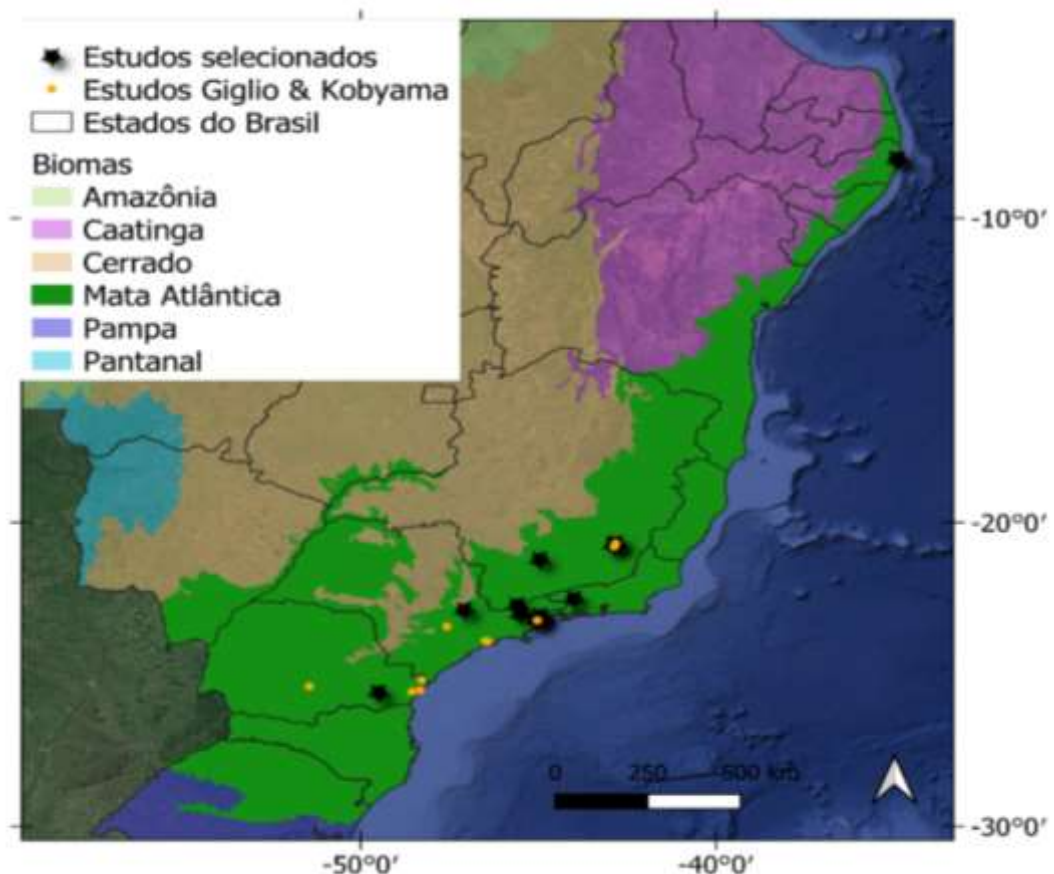 Estudos selecionados
Estudos Giglio & Kobyama
Estados do Brasil
Biomas
Amazônia
Caatinga
Cerrado
Mata Atlântica
Pampa
Pantanal
-10°0'
-20°0'
0 250 500 km
-30°0'
-50°0' -40°0'